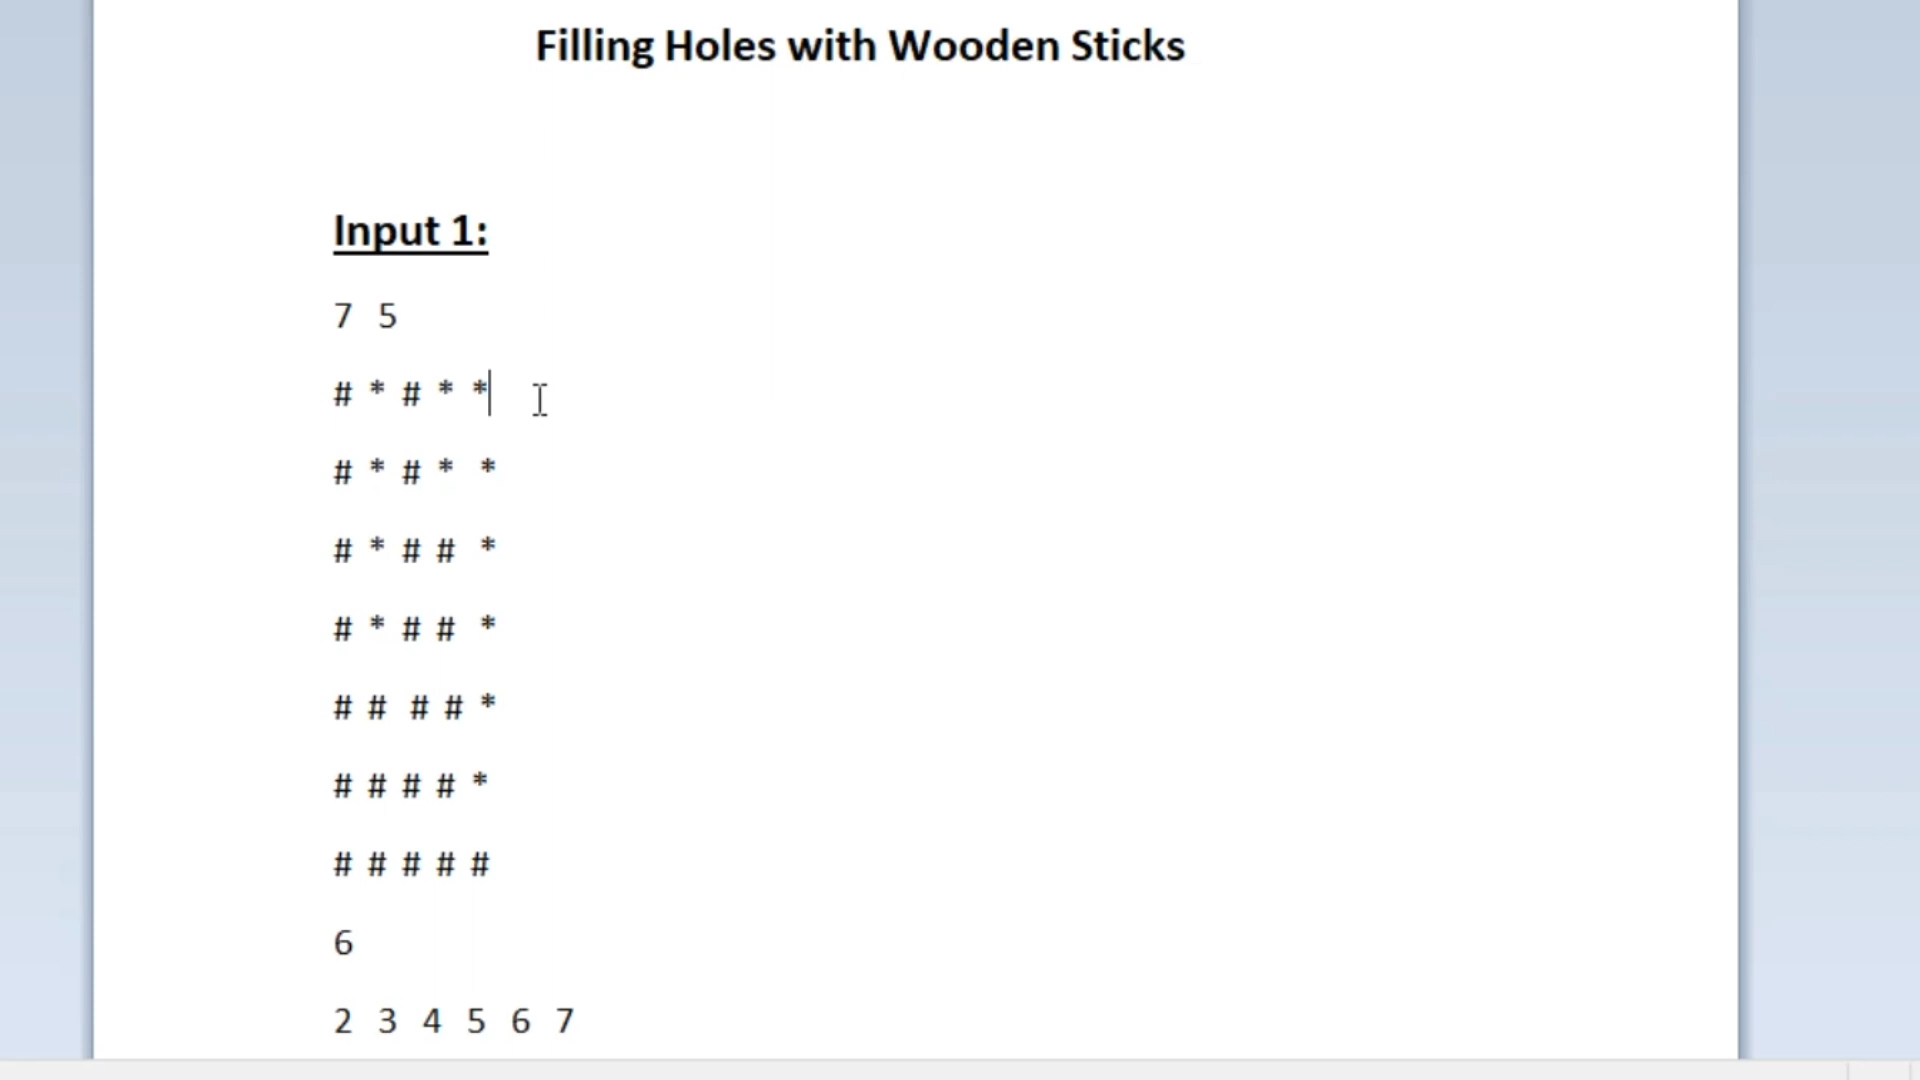 Filling Holes with Wooden Sticks
Input 1:
7 5
# * # * *
# * # * *
# * # # *
# * # # *
# # # # *
# # # # *
# # # # #
6
2 3 4 5 6 7